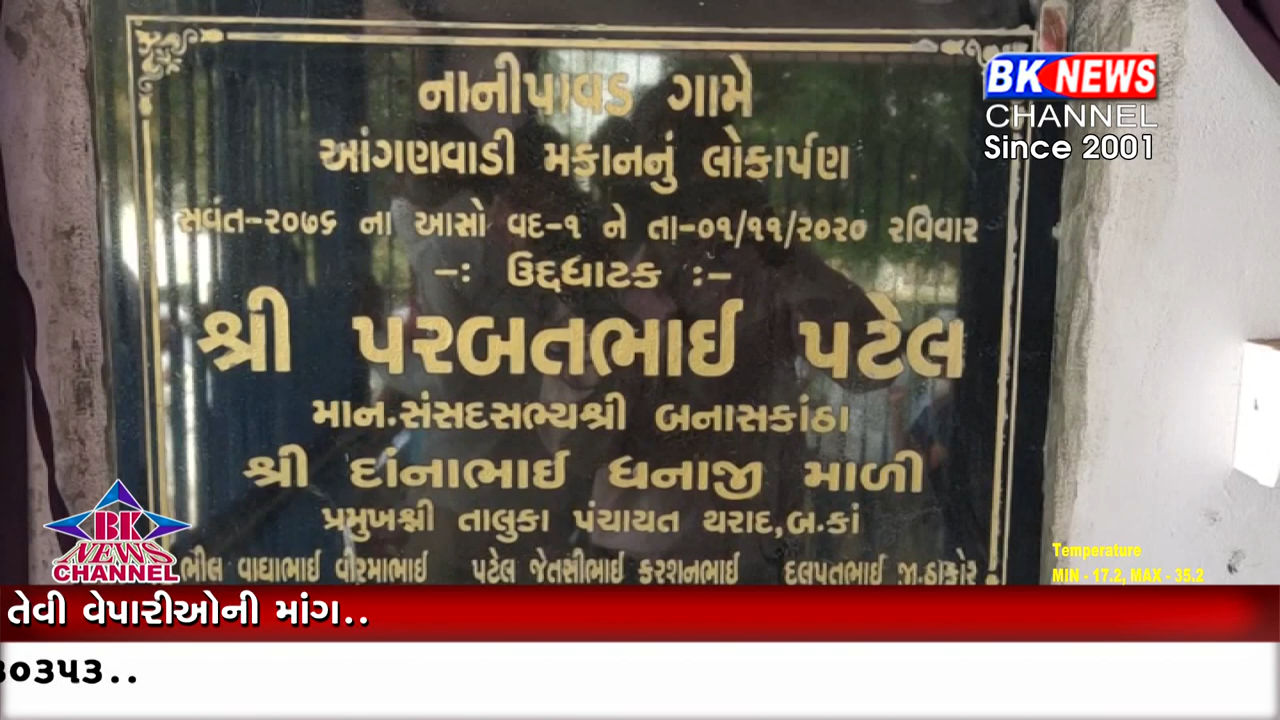 નાનીપાવડ ગામે
આંગણવાડી મકાનનું લોકાર્પણ
સવંત-૨૦૭૬ ના આસો વદ-૧ ને તા-૦૧/૧૧/૨૦૨૦ રવિવાર
-: ઉદ્દધાટક :-
શ્રી પરબતભાઈ પટેલ
માન.સંસદસભ્યશ્રી બનાસકાંઠા
શ્રી દાંનાભાઈ ધનાજી માળી
પ્રમુખશ્રી તાલુકા પંચાયત થરાદ,બ.કાં
ભીલ વાઘાભાઈ વીરમાભાઈ પટેલ જેતસીભાઈ કરશનભાઈ દલપતભાઈ જી.ઠાકોર
BK NEWS
CHANNEL
Since 2001
BK
NEWS
CHANNEL
Temperature
MIN - 17.2, MAX - 35.2
તેવી વેપારીઓની માંગ..
૩૦૩૫૩..